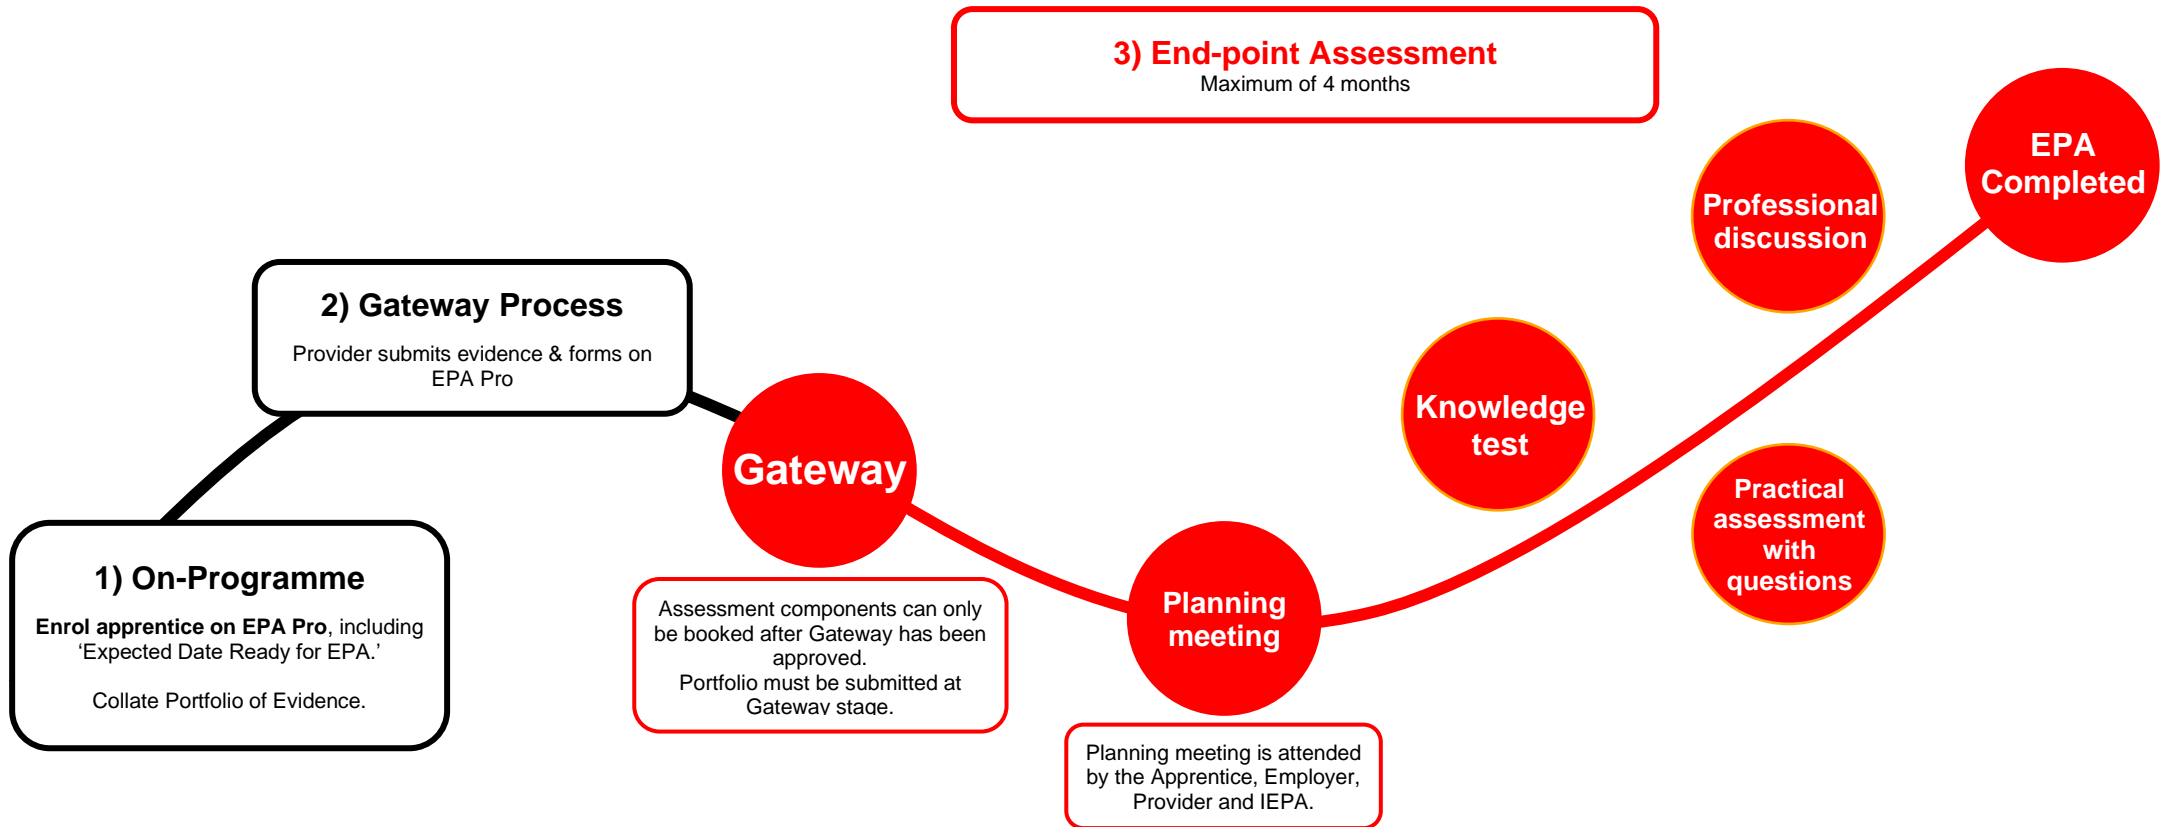 3) End-point Assessment
Maximum of 4 months
EPA
Completed
Professional
discussion
2) Gateway Process
Provider submits evidence & forms on
EPA Pro
Knowledge
test
Gateway
Practical
assessment
with
questions
1) On-Programme
Enrol apprentice on EPA Pro, including
‘Expected Date Ready for EPA.’
Collate Portfolio of Evidence.
Assessment components can only
be booked after Gateway has been
approved.
Portfolio must be submitted at
Gateway stage.
Planning
meeting
Planning meeting is attended
by the Apprentice, Employer,
Provider and IEPA.